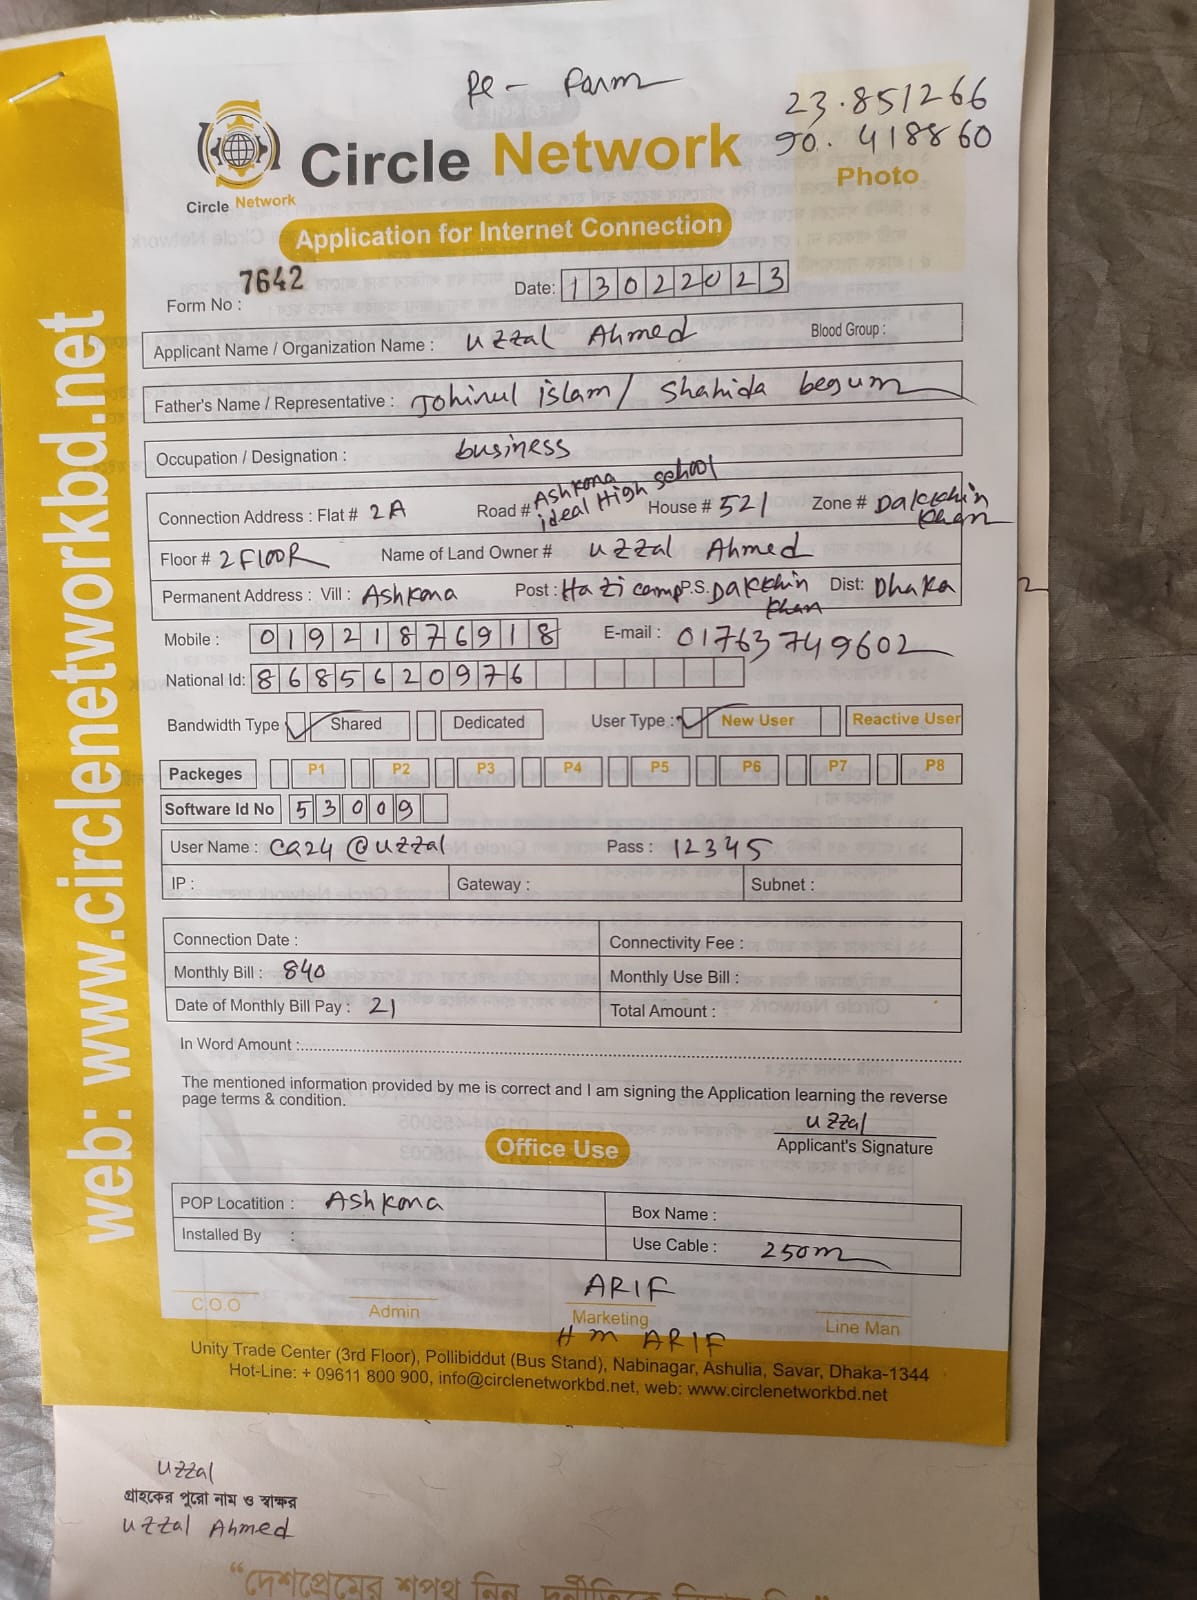 Re - Farm
23.851266
90.418860
Circle Network
Circle Network
Photo
Application for Internet Connection
Form No : 7642
Date: 13022023
Applicant Name / Organization Name : Uzzal Ahmed Blood Group :
Father's Name / Representative : Johirul islam / Shahida begum
Occupation / Designation : business
Connection Address : Flat # 2A Road # Ashkona ideal High school House # 521 Zone # Dakkhin Khan
Floor # 2 FlooR Name of Land Owner # Uzzal Ahmed
Permanent Address : Vill : Ashkona Post : Hazi camp P.S. Dakkhin Khan Dist: Dhaka
2
Mobile : 01921876918 E-mail : 01763749602
National Id: 8685620976
Bandwidth Type Shared Dedicated User Type : New User Reactive User
Packeges P1 P2 P3 P4 P5 P6 P7 P8
Software Id No 53009
User Name : CA24@uzzal Pass : 12345
IP : Gateway : Subnet :
Connection Date : Connectivity Fee :
Monthly Bill : 840 Monthly Use Bill :
Date of Monthly Bill Pay : 21 Total Amount :
In Word Amount :
The mentioned information provided by me is correct and I am signing the Application learning the reverse
page terms & condition.
Uzzal
Applicant's Signature
Office Use
POP Locatition : Ashkona Box Name :
Installed By : Use Cable : 250m
ARIF
C.O.O Admin Marketing Line Man
H M ARIF
Unity Trade Center (3rd Floor), Pollibiddut (Bus Stand), Nabinagar, Ashulia, Savar, Dhaka-1344
Hot-Line: + 09611 800 900, info@circlenetworkbd.net, web: www.circlenetworkbd.net
web: www.circlenetworkbd.net
Uzzal
গ্রাহকের পুরো নাম ও স্বাক্ষর
Uzzal Ahmed
“দেশপ্রেমের শপথ নিন, দুর্নীতিকে